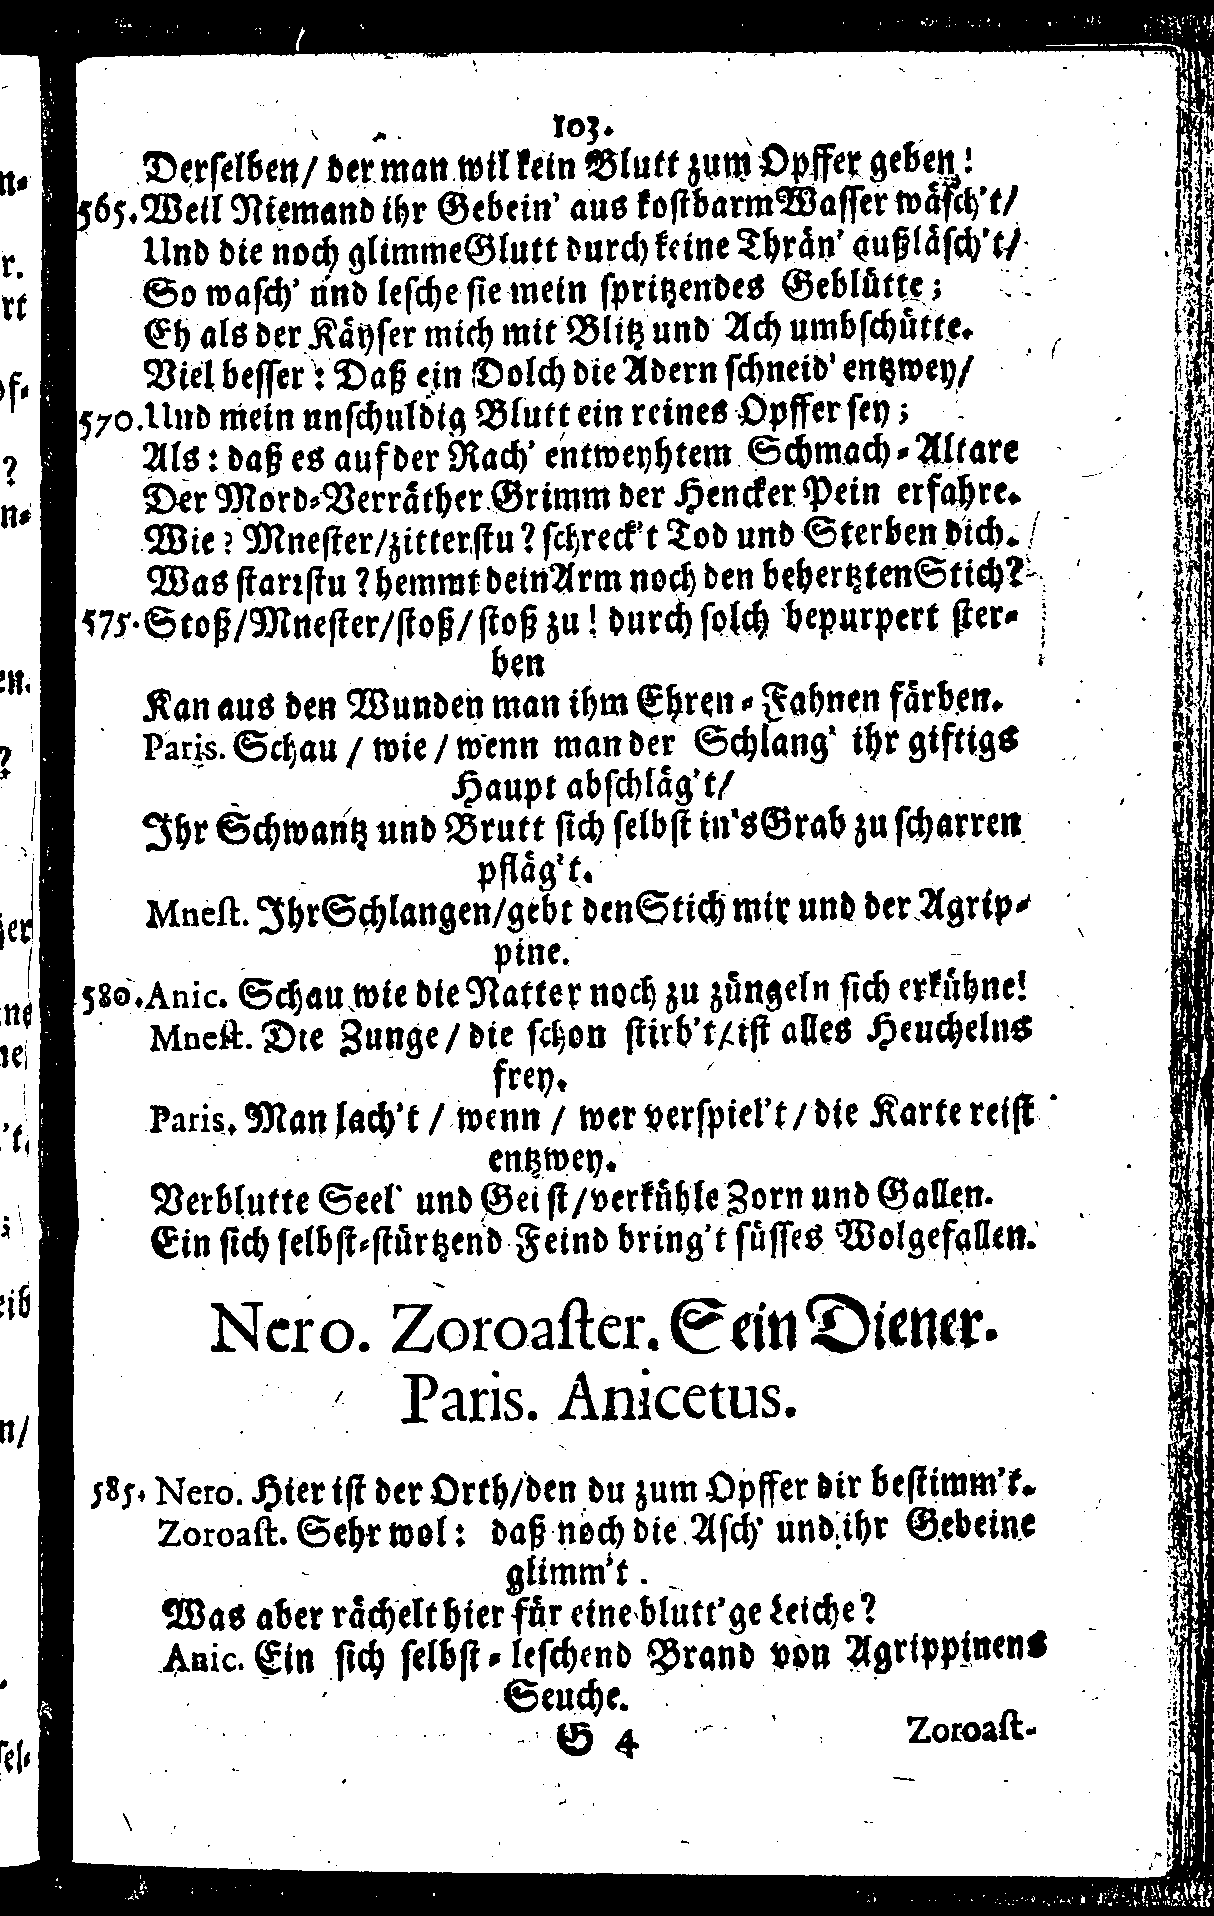 103.
Derselben/ der man wil kein Blutt zum Opffer geben!
565. Weil Niemand ihr Gebein' aus kostbarm Wasser wäsch't/
Und die noch glimme Glutt durch keine Thrän' außläsch't/
So wasch' und lesche sie mein spritzendes Geblütte;
Eh als der Käyser mich mit Blitz und Ach umbschütte.
Viel besser: Daß ein Dolch die Adern schneid' entzwey/
570. Und mein unschuldig Blutt ein reines Opffer sey;
Als: daß es auf der Rach' entweyhtem Schmach-Altare
Der Mord-Verräther Grimm der Hencker Pein erfahre.
Wie? Mnester/zitterstu? schreck't Tod und Sterben dich.
Was starrstu? hemmt dein Arm noch den behertzten Stich?
575. Stoß/Mnester/stoß/stoß zu! durch solch bepurpert ster-
ben
Kan aus den Wunden man ihm Ehren-Fahnen färben.
Paris. Schau/ wie/ wenn man der Schlang' ihr giftigs
Haupt abschläg't/
Ihr Schwantz und Brutt sich selbst in's Grab zu scharren
pfläg't.
Mnest. Ihr Schlangen/gebt den Stich mir und der Agrip-
pine.
580. Anic. Schau wie die Natter noch zu züngeln sich erkühne!
Mnest. Die Zunge/ die schon stirb't/ ist alles Heuchelns
frey.
Paris. Man lach't/ wenn/ wer verspiel't/ die Karte reist
entzwey.
Verblutte Seel' und Geist/verkühle Zorn und Gallen.
Ein sich selbst-stürtzend Feind bring't süsses Wolgefallen.
Nero. Zoroaster. Sein Diener.
Paris. Anicetus.
585. Nero. Hier ist der Orth/den du zum Opffer dir bestimm't.
Zoroast. Sehr wol: daß noch die Asch' und ihr Gebeine
glimm't.
Was aber rächelt hier für eine blutt'ge Leiche?
Anic. Ein sich selbst-leschend Brand von Agrippinens
Seuche.
G 4
Zoroast-